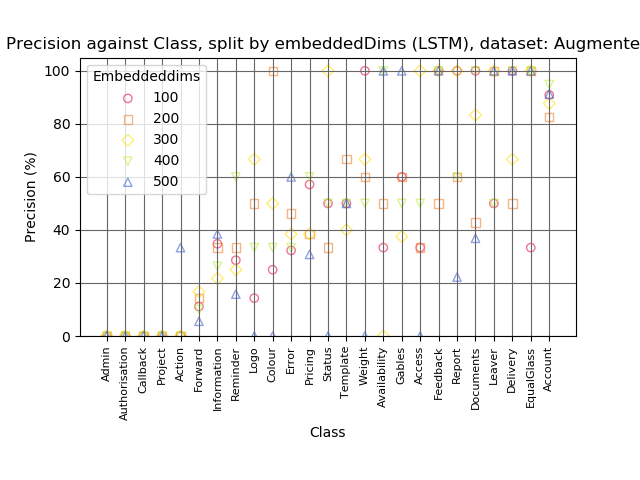 Precision against Class, split by embeddedDims (LSTM), dataset: Augmente
Precision (%)
100
80
60
40
20
0
Embeddeddims
100
200
300
400
500
Admin
Authorisation
Callback
Project
Action
Forward
Information
Reminder
Logo
Colour
Error
Pricing
Status
Template
Weight
Availability
Gables
Access
Feedback
Report
Documents
Leaver
Delivery
EqualGlass
Account
Class